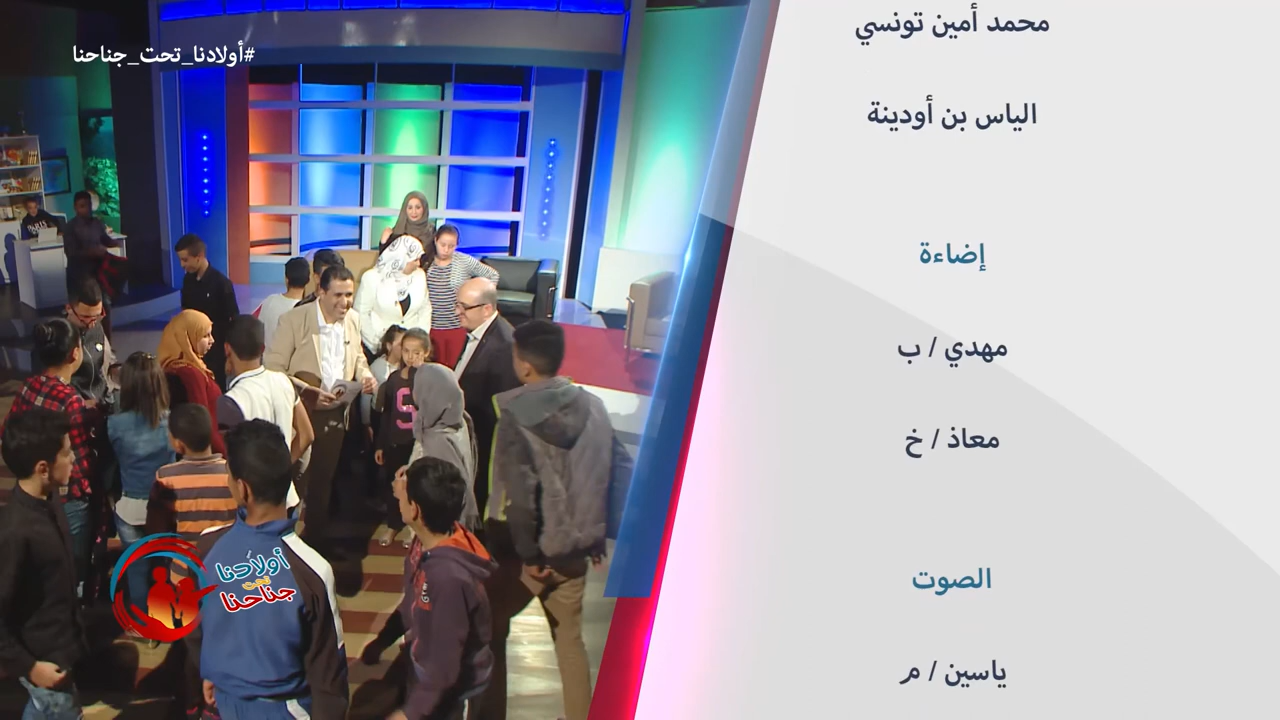 #أولادنا_تحت_جناحنا
محمد أمين تونسي
الياس بن أودينة
إضاءة
مهدي / ب
معاذ / خ
الصوت
ياسين / م
أولادنا
تحت
جناحنا